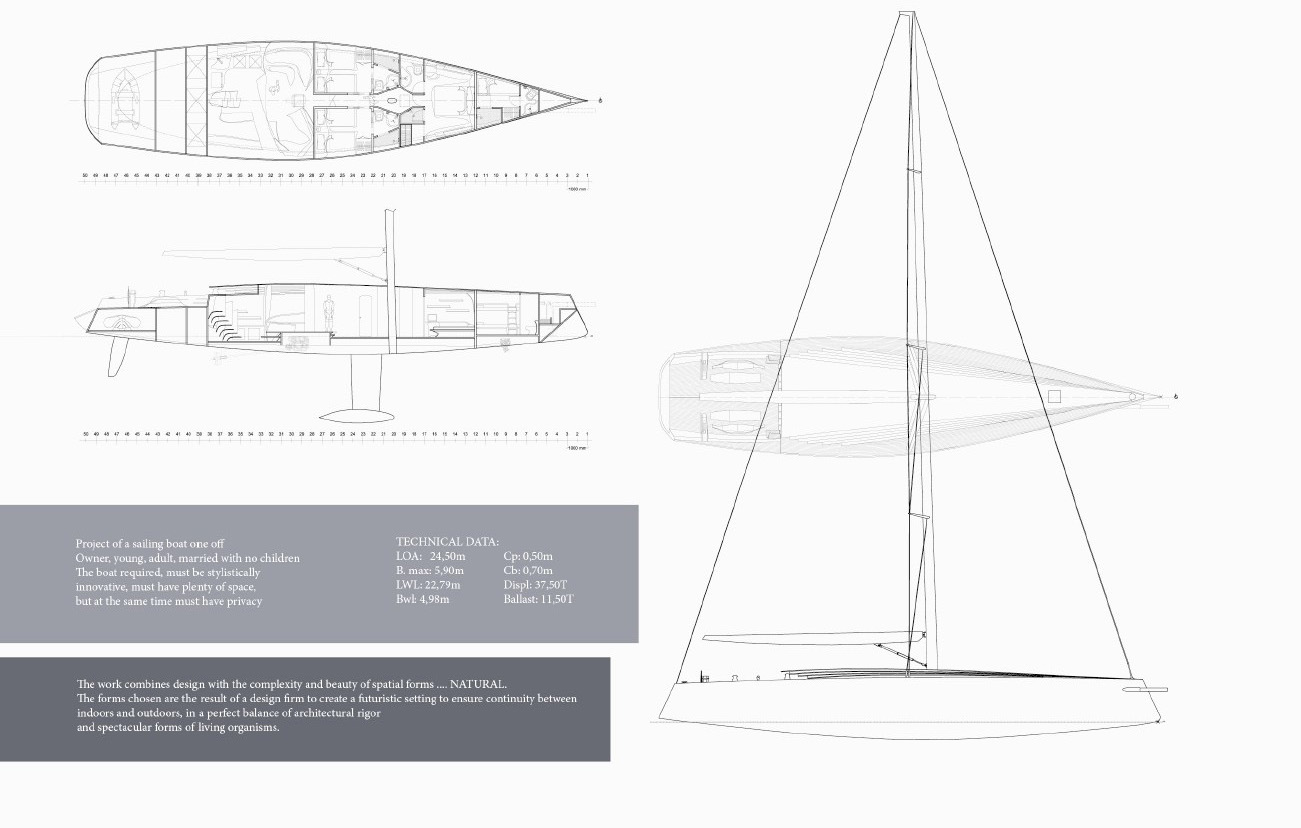 50 49 48 47 46 45 44 43 42 41 40 39 38 37 36 35 34 33 32 31 30 29 28 27 26 25 24 23 22 21 20 19 18 17 16 15 14 13 12 11 10 9 8 7 6 5 4 3 2 1
1000 mm
50 49 48 47 46 45 44 43 42 41 40 39 38 37 36 35 34 33 32 31 30 29 28 27 26 25 24 23 22 21 20 19 18 17 16 15 14 13 12 11 10 9 8 7 6 5 4 3 2 1
1000 mm
Project of a sailing boat one off
Owner, young, adult, married with no children
The boat required, must be stylistically
innovative, must have plenty of space,
but at the same time must have privacy
TECHNICAL DATA:
LOA: 24,50m Cp: 0,50m
B. max: 5,90m Cb: 0,70m
LWL: 22,79m Displ: 37,50T
Bwl: 4,98m Ballast: 11,50T
The work combines design with the complexity and beauty of spatial forms .... NATURAL.
The forms chosen are the result of a design firm to create a futuristic setting to ensure continuity between
indoors and outdoors, in a perfect balance of architectural rigor
and spectacular forms of living organisms.